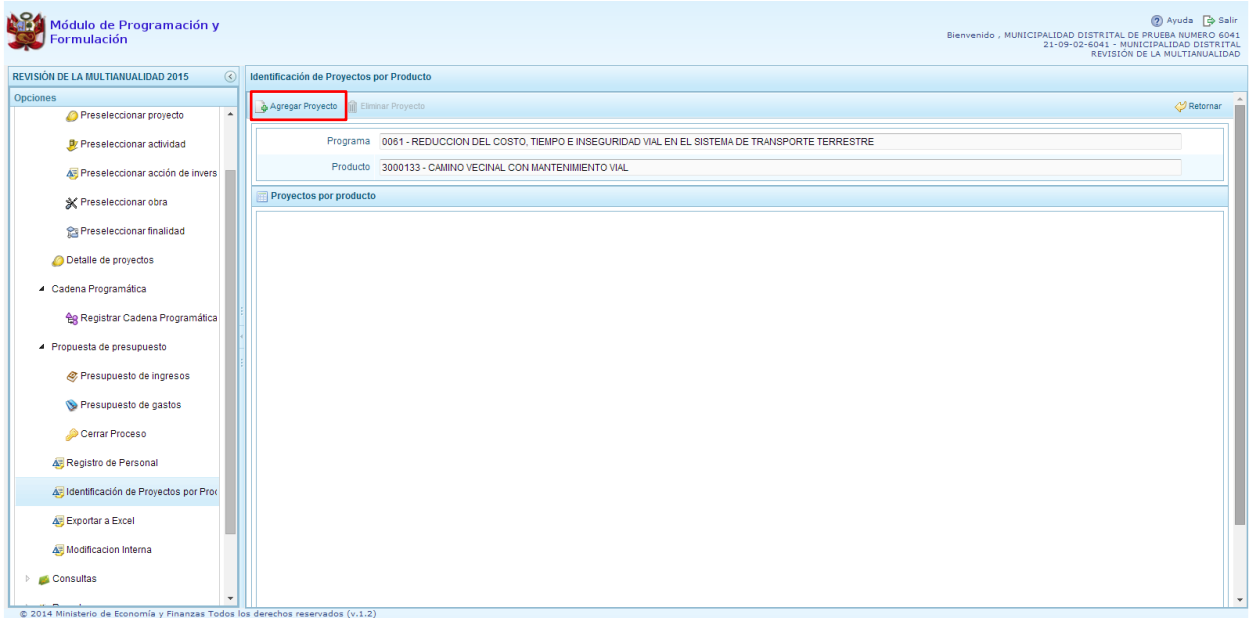 Módulo de Programación y
Formulación
Ayuda Salir
Bienvenido , MUNICIPALIDAD DISTRITAL DE PRUEBA NUMERO 6041
21-09-02-6041 - MUNICIPALIDAD DISTRITAL
REVISIÓN DE LA MULTIANUALIDAD
REVISIÓN DE LA MULTIANUALIDAD 2015
Opciones
Preseleccionar proyecto
Preseleccionar actividad
Preseleccionar acción de invers
Preseleccionar obra
Preseleccionar finalidad
Detalle de proyectos
Cadena Programática
Registrar Cadena Programática
Propuesta de presupuesto
Presupuesto de ingresos
Presupuesto de gastos
Cerrar Proceso
Registro de Personal
Identificación de Proyectos por Proc
Exportar a Excel
Modificacion Interna
Consultas
Identificación de Proyectos por Producto
Agregar Proyecto Eliminar Proyecto Retornar
Programa 0061 - REDUCCION DEL COSTO, TIEMPO E INSEGURIDAD VIAL EN EL SISTEMA DE TRANSPORTE TERRESTRE
Producto 3000133 - CAMINO VECINAL CON MANTENIMIENTO VIAL
Proyectos por producto
© 2014 Ministerio de Economía y Finanzas Todos los derechos reservados (v.1.2)